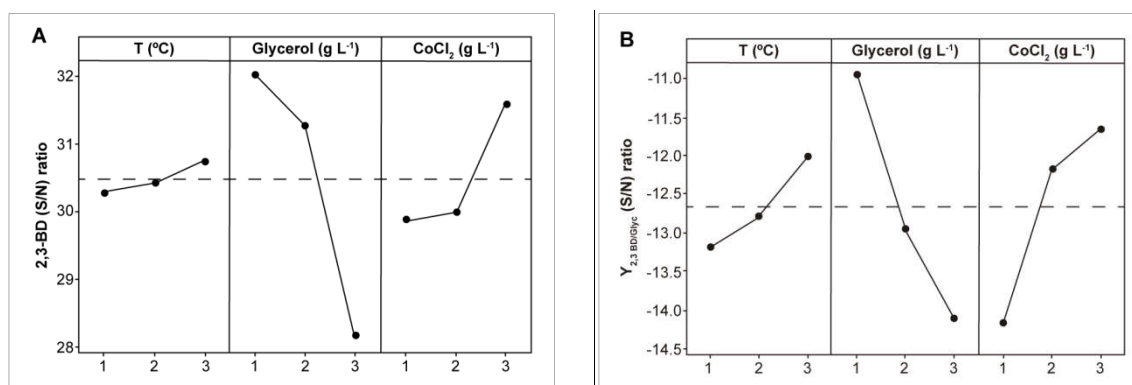 A
T (ºC) Glycerol (g L⁻¹) CoCl₂ (g L⁻¹)
2,3-BD (S/N) ratio
32
31
30
29
28
1 2 3 1 2 3 1 2 3
B
T (ºC) Glycerol (g L⁻¹) CoCl₂ (g L⁻¹)
Y₂,₃ BD/Glyc (S/N) ratio
-11.0
-11.5
-12.0
-12.6
-13.0
-13.5
-14.0
-14.5
1 2 3 1 2 3 1 2 3